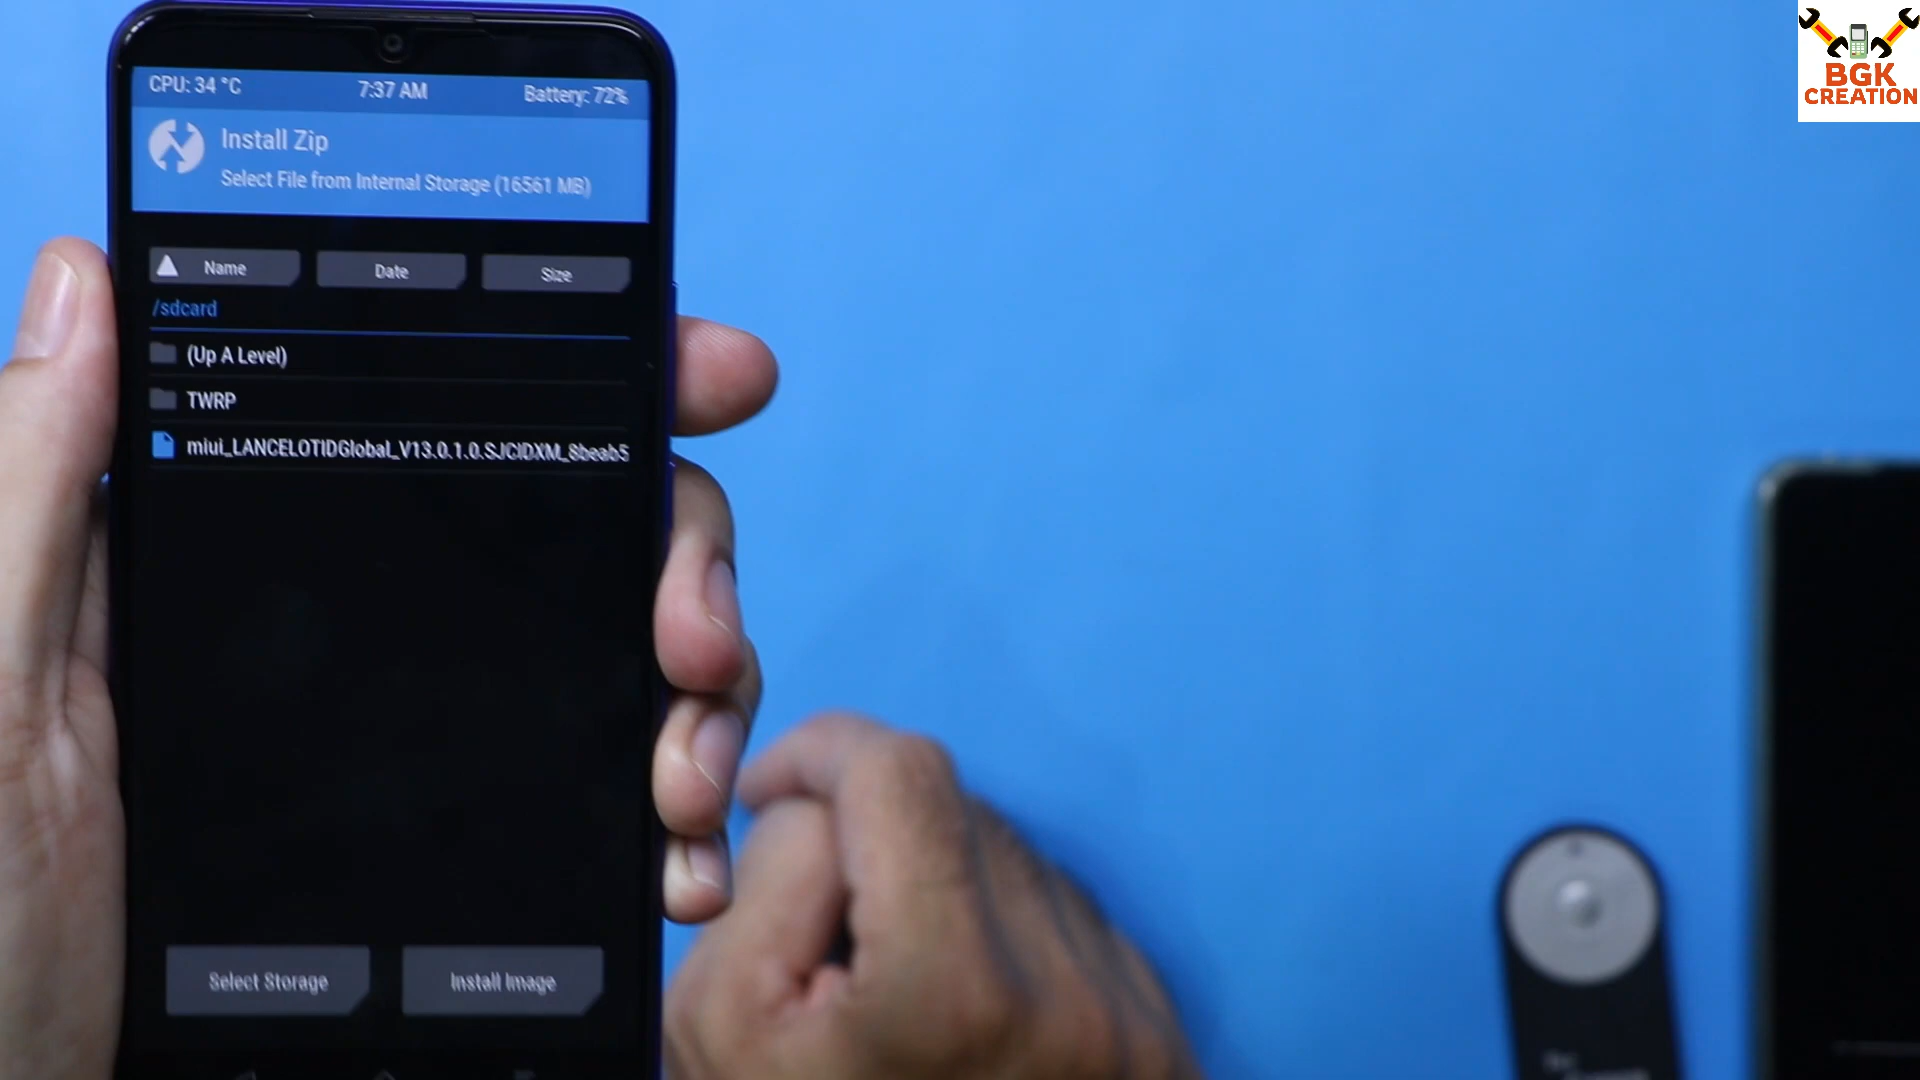 CPU: 34 °C 7:37 AM Battery: 72%
Install Zip
Select File from Internal Storage (16561 MB)
Name Date Size
/sdcard
(Up A Level)
TWRP
miui_LANCELOTIDGlobal_V13.0.1.0.SJCIDXM_8beab5
Select Storage Install Image
BGK
CREATION